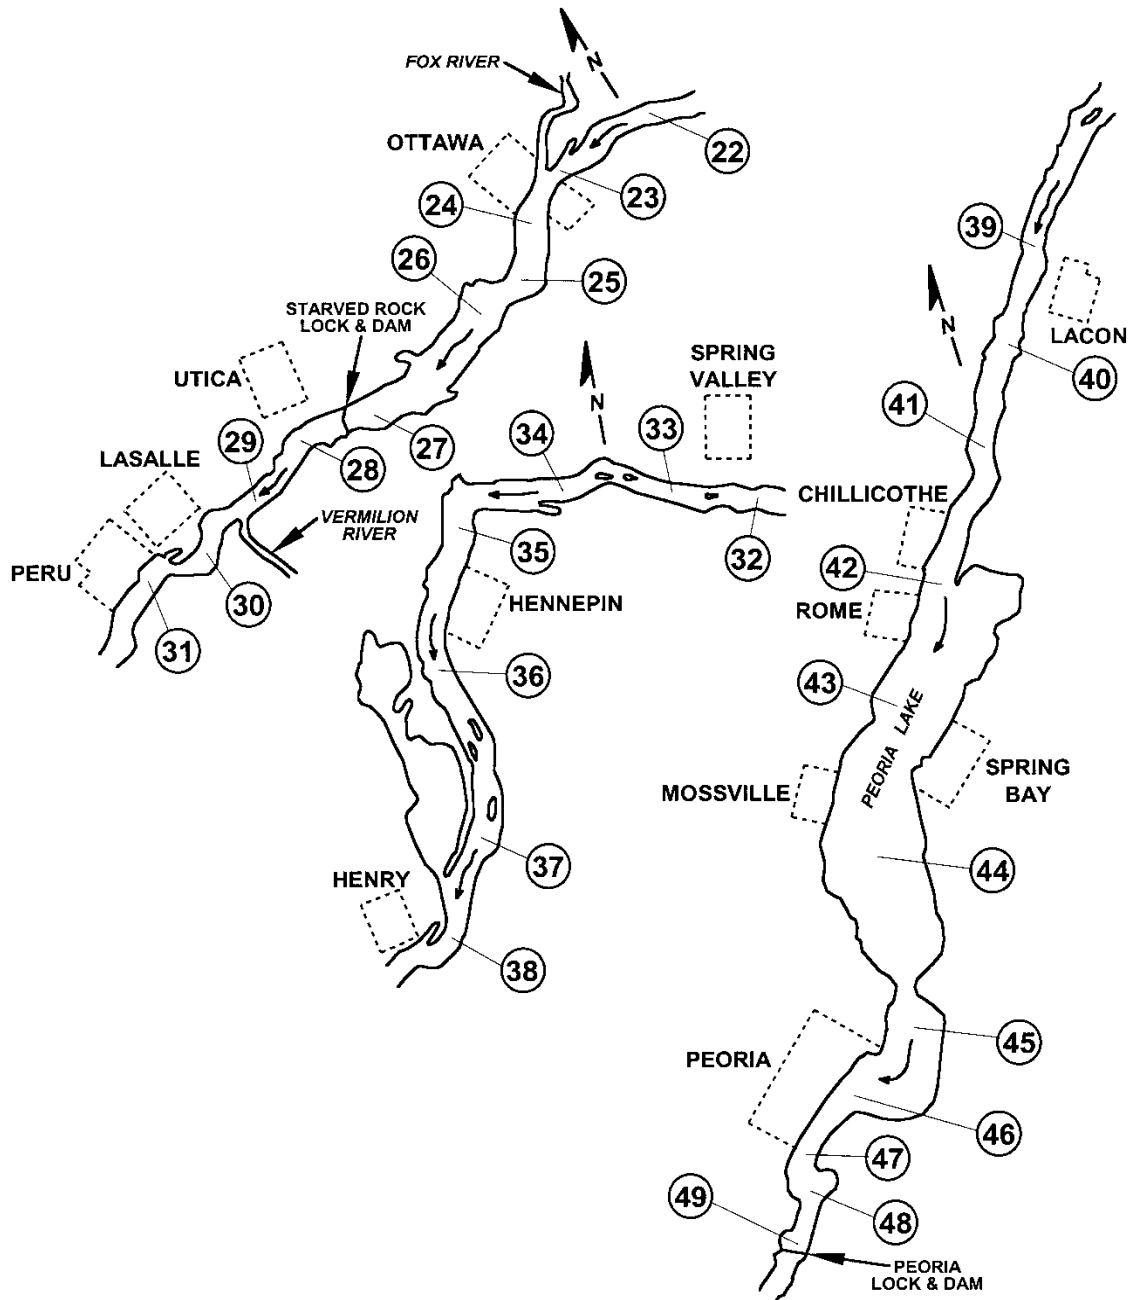 FOX RIVER
N
OTTAWA
22
23
24
25
26
STARVED ROCK
LOCK & DAM
UTICA
27
28
29
LASALLE
VERMILION
RIVER
PERU
30
31
N
SPRING
VALLEY
32
33
34
35
HENNEPIN
36
37
HENRY
38
N
39
LACON
40
41
CHILLICOTHE
42
ROME
43
PEORIA LAKE
MOSSVILLE
SPRING
BAY
44
45
PEORIA
46
47
48
49
PEORIA
LOCK & DAM